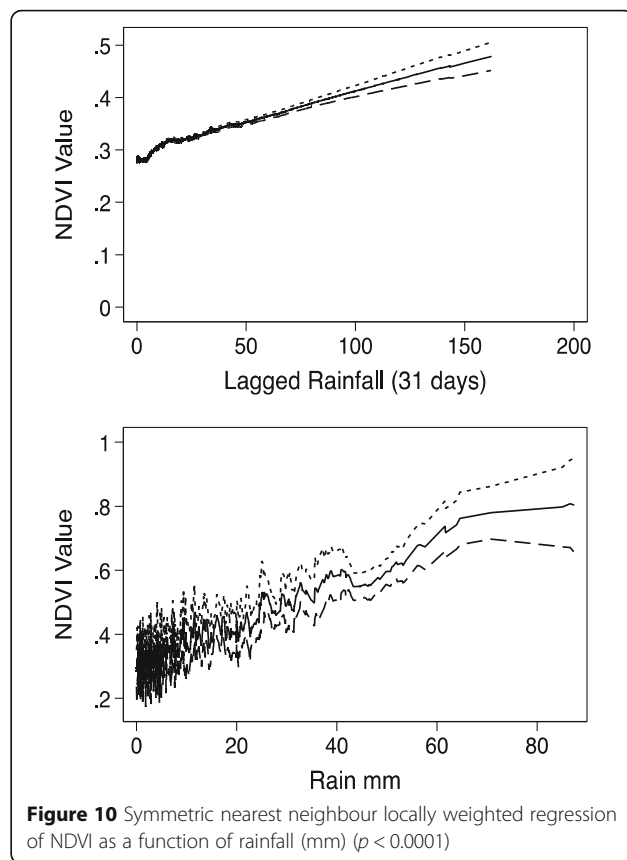 .5
.4
.3
.2
.1
0
NDVI Value
0 50 100 150 200
Lagged Rainfall (31 days)
1
.8
.6
.4
.2
NDVI Value
0 20 40 60 80
Rain mm
Figure 10 Symmetric nearest neighbour locally weighted regression
of NDVI as a function of rainfall (mm) (p < 0.0001)